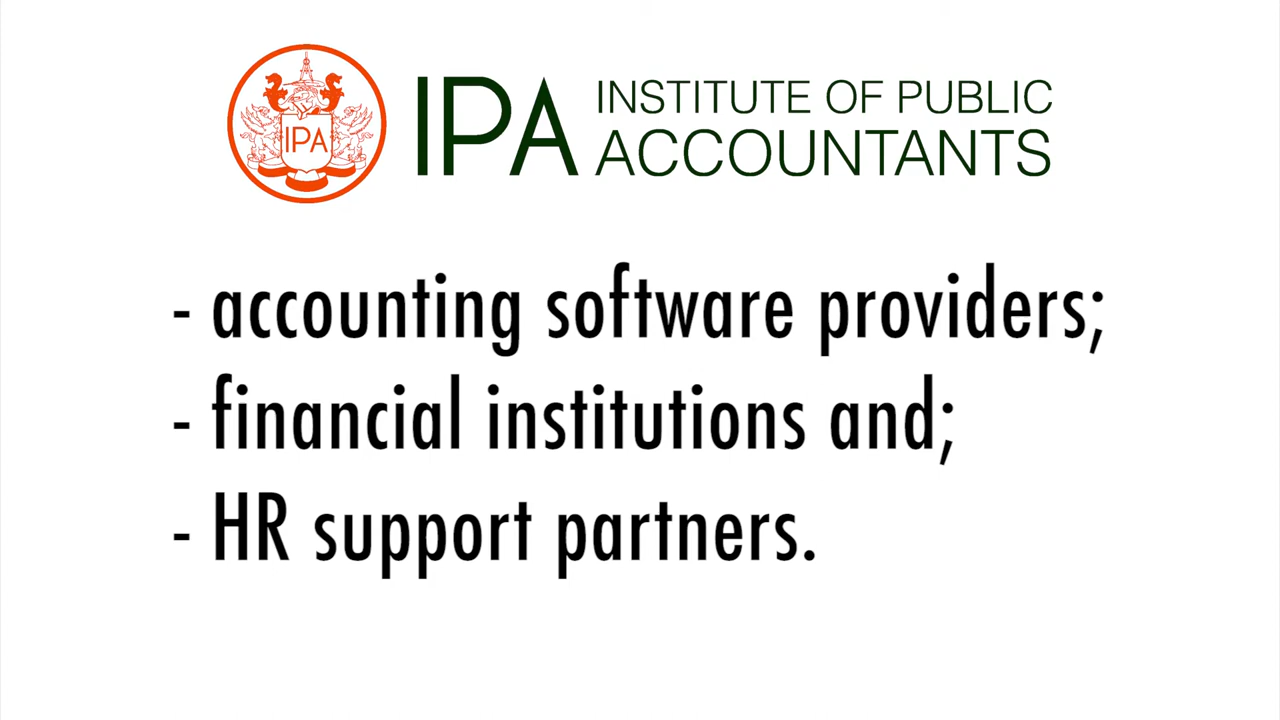 IPA
IPA
INSTITUTE OF PUBLIC
ACCOUNTANTS
- accounting software providers;
- financial institutions and;
- HR support partners.